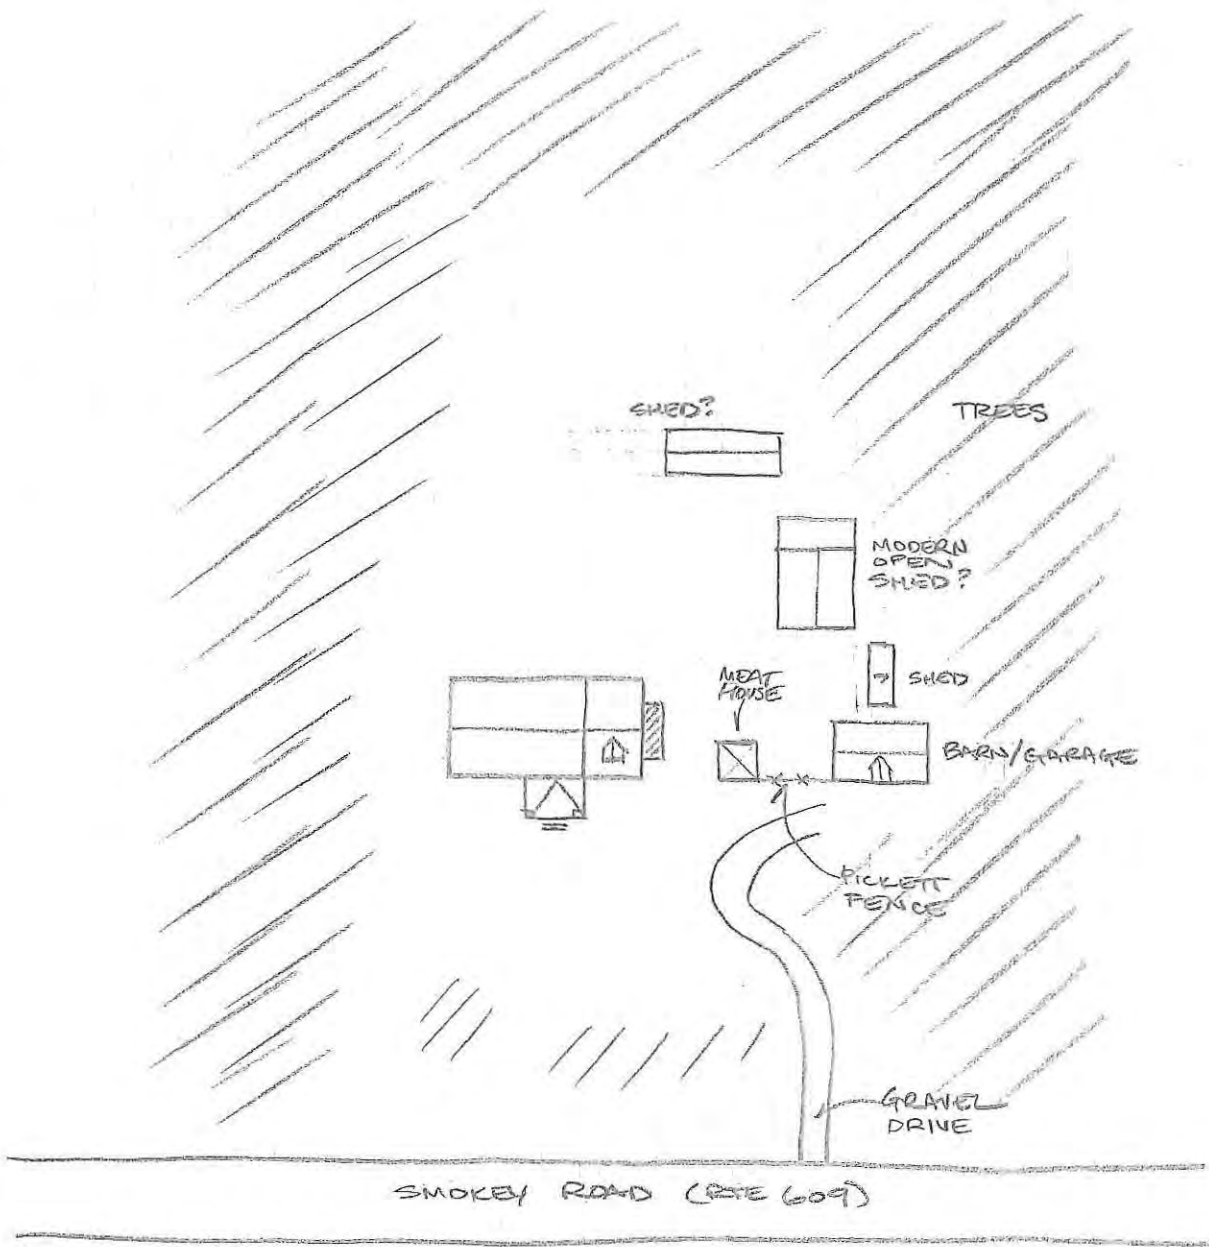 SHED?
TREES
MODERN
OPEN
SHED?
MEAT
HOUSE
SHED
BARN/GARAGE
PICKETT
FENCE
GRAVEL
DRIVE
SMOKEY ROAD (RTE 609)